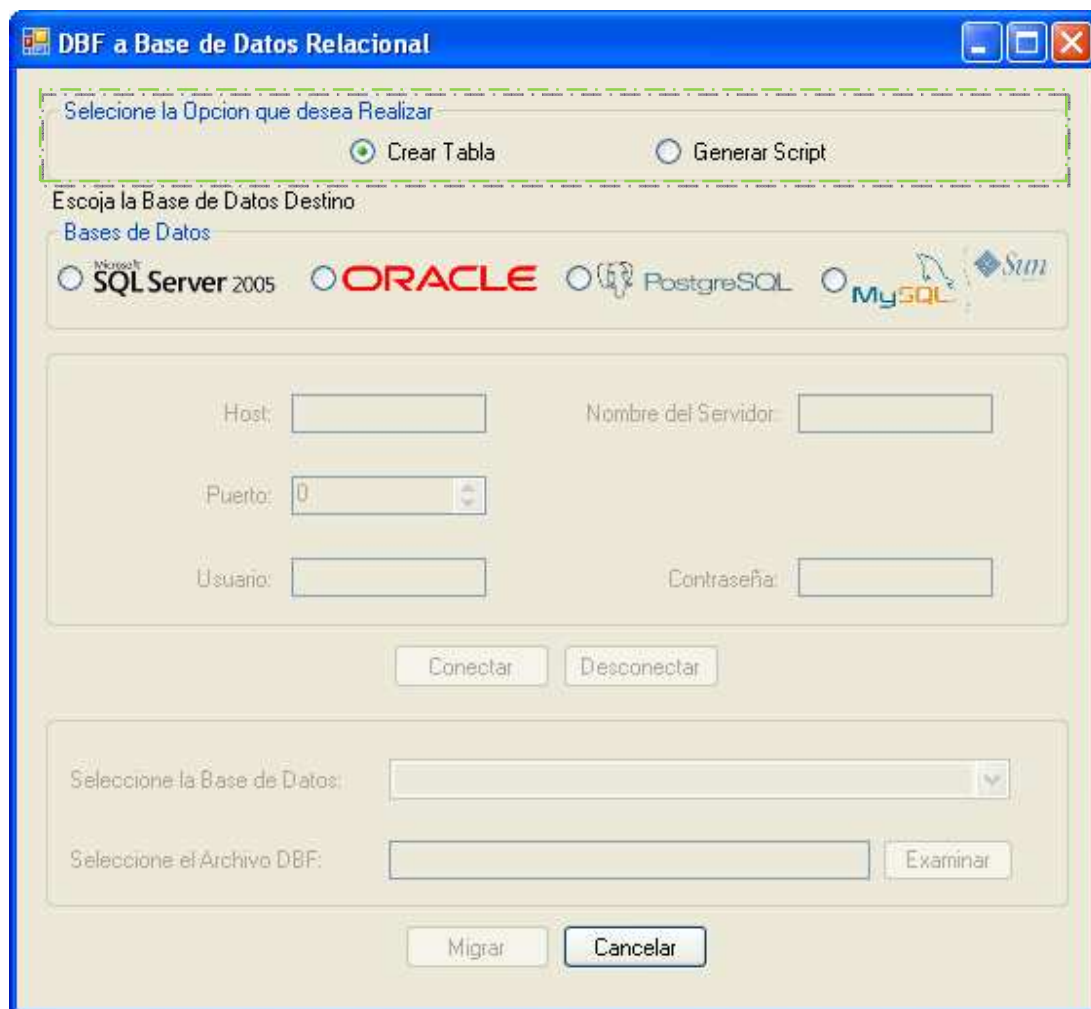 DBF a Base de Datos Relacional
Selecione la Opcion que desea Realizar
Crear Tabla Generar Script
Escoja la Base de Datos Destino
Bases de Datos
Microsoft SQL Server 2005 ORACLE PostgreSQL MySQL Sun
Host: Nombre del Servidor:
Puerto: 0
Usuario: Contraseña:
Conectar Desconectar
Seleccione la Base de Datos:
Seleccione el Archivo DBF: Examinar
Migrar Cancelar